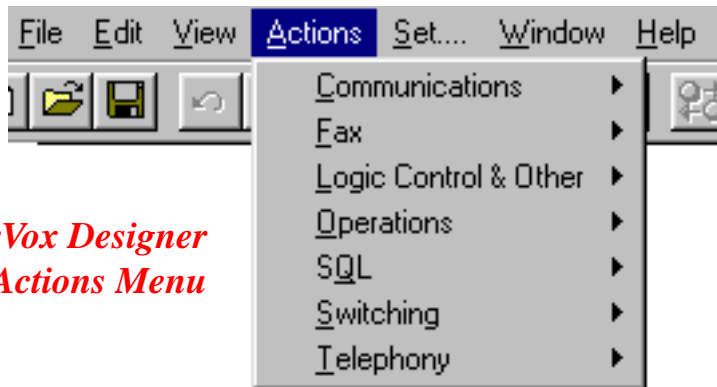 File Edit View Actions Set.... Window Help
Communications
Fax
Logic Control & Other
Operations
SQL
Switching
Telephony
Vox Designer
Actions Menu